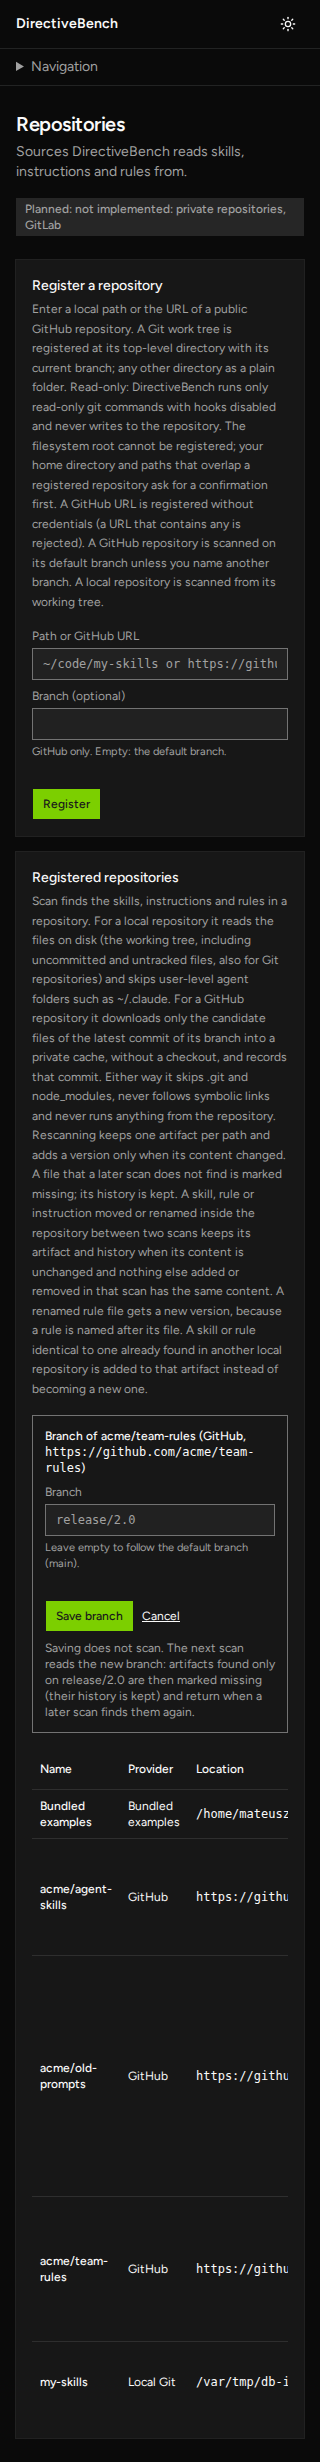 DirectiveBench
Navigation
Repositories
Sources DirectiveBench reads skills,
instructions and rules from.
Planned: not implemented: private repositories,
GitLab
Register a repository
Enter a local path or the URL of a public
GitHub repository. A Git work tree is
registered at its top-level directory with its
current branch; any other directory as a plain
folder. Read-only: DirectiveBench runs only
read-only git commands with hooks disabled
and never writes to the repository. The
filesystem root cannot be registered; your
home directory and paths that overlap a
registered repository ask for a confirmation
first. A GitHub URL is registered without
credentials (a URL that contains any is
rejected). A GitHub repository is scanned on
its default branch unless you name another
branch. A local repository is scanned from its
working tree.
Path or GitHub URL
~/code/my-skills or https://githu
Branch (optional)
GitHub only. Empty: the default branch.
Register
Registered repositories
Scan finds the skills, instructions and rules in a
repository. For a local repository it reads the
files on disk (the working tree, including
uncommitted and untracked files, also for Git
repositories) and skips user-level agent
folders such as ~/.claude. For a GitHub
repository it downloads only the candidate
files of the latest commit of its branch into a
private cache, without a checkout, and records
that commit. Either way it skips .git and
node_modules, never follows symbolic links
and never runs anything from the repository.
Rescanning keeps one artifact per path and
adds a version only when its content changed.
A file that a later scan does not find is marked
missing; its history is kept. A skill, rule or
instruction moved or renamed inside the
repository between two scans keeps its
artifact and history when its content is
unchanged and nothing else added or
removed in that scan has the same content. A
renamed rule file gets a new version, because
a rule is named after its file. A skill or rule
identical to one already found in another local
repository is added to that artifact instead of
becoming a new one.
Branch of acme/team-rules (GitHub,
https://github.com/acme/team-
rules)
Branch
release/2.0
Leave empty to follow the default branch
(main).
Save branch Cancel
Saving does not scan. The next scan
reads the new branch: artifacts found only
on release/2.0 are then marked missing
(their history is kept) and return when a
later scan finds them again.
Name Provider Location
Bundled examples Bundled examples /home/mateusz
acme/agent-skills GitHub https://githu
acme/old-prompts GitHub https://githu
acme/team-rules GitHub https://githu
my-skills Local Git /var/tmp/db-i